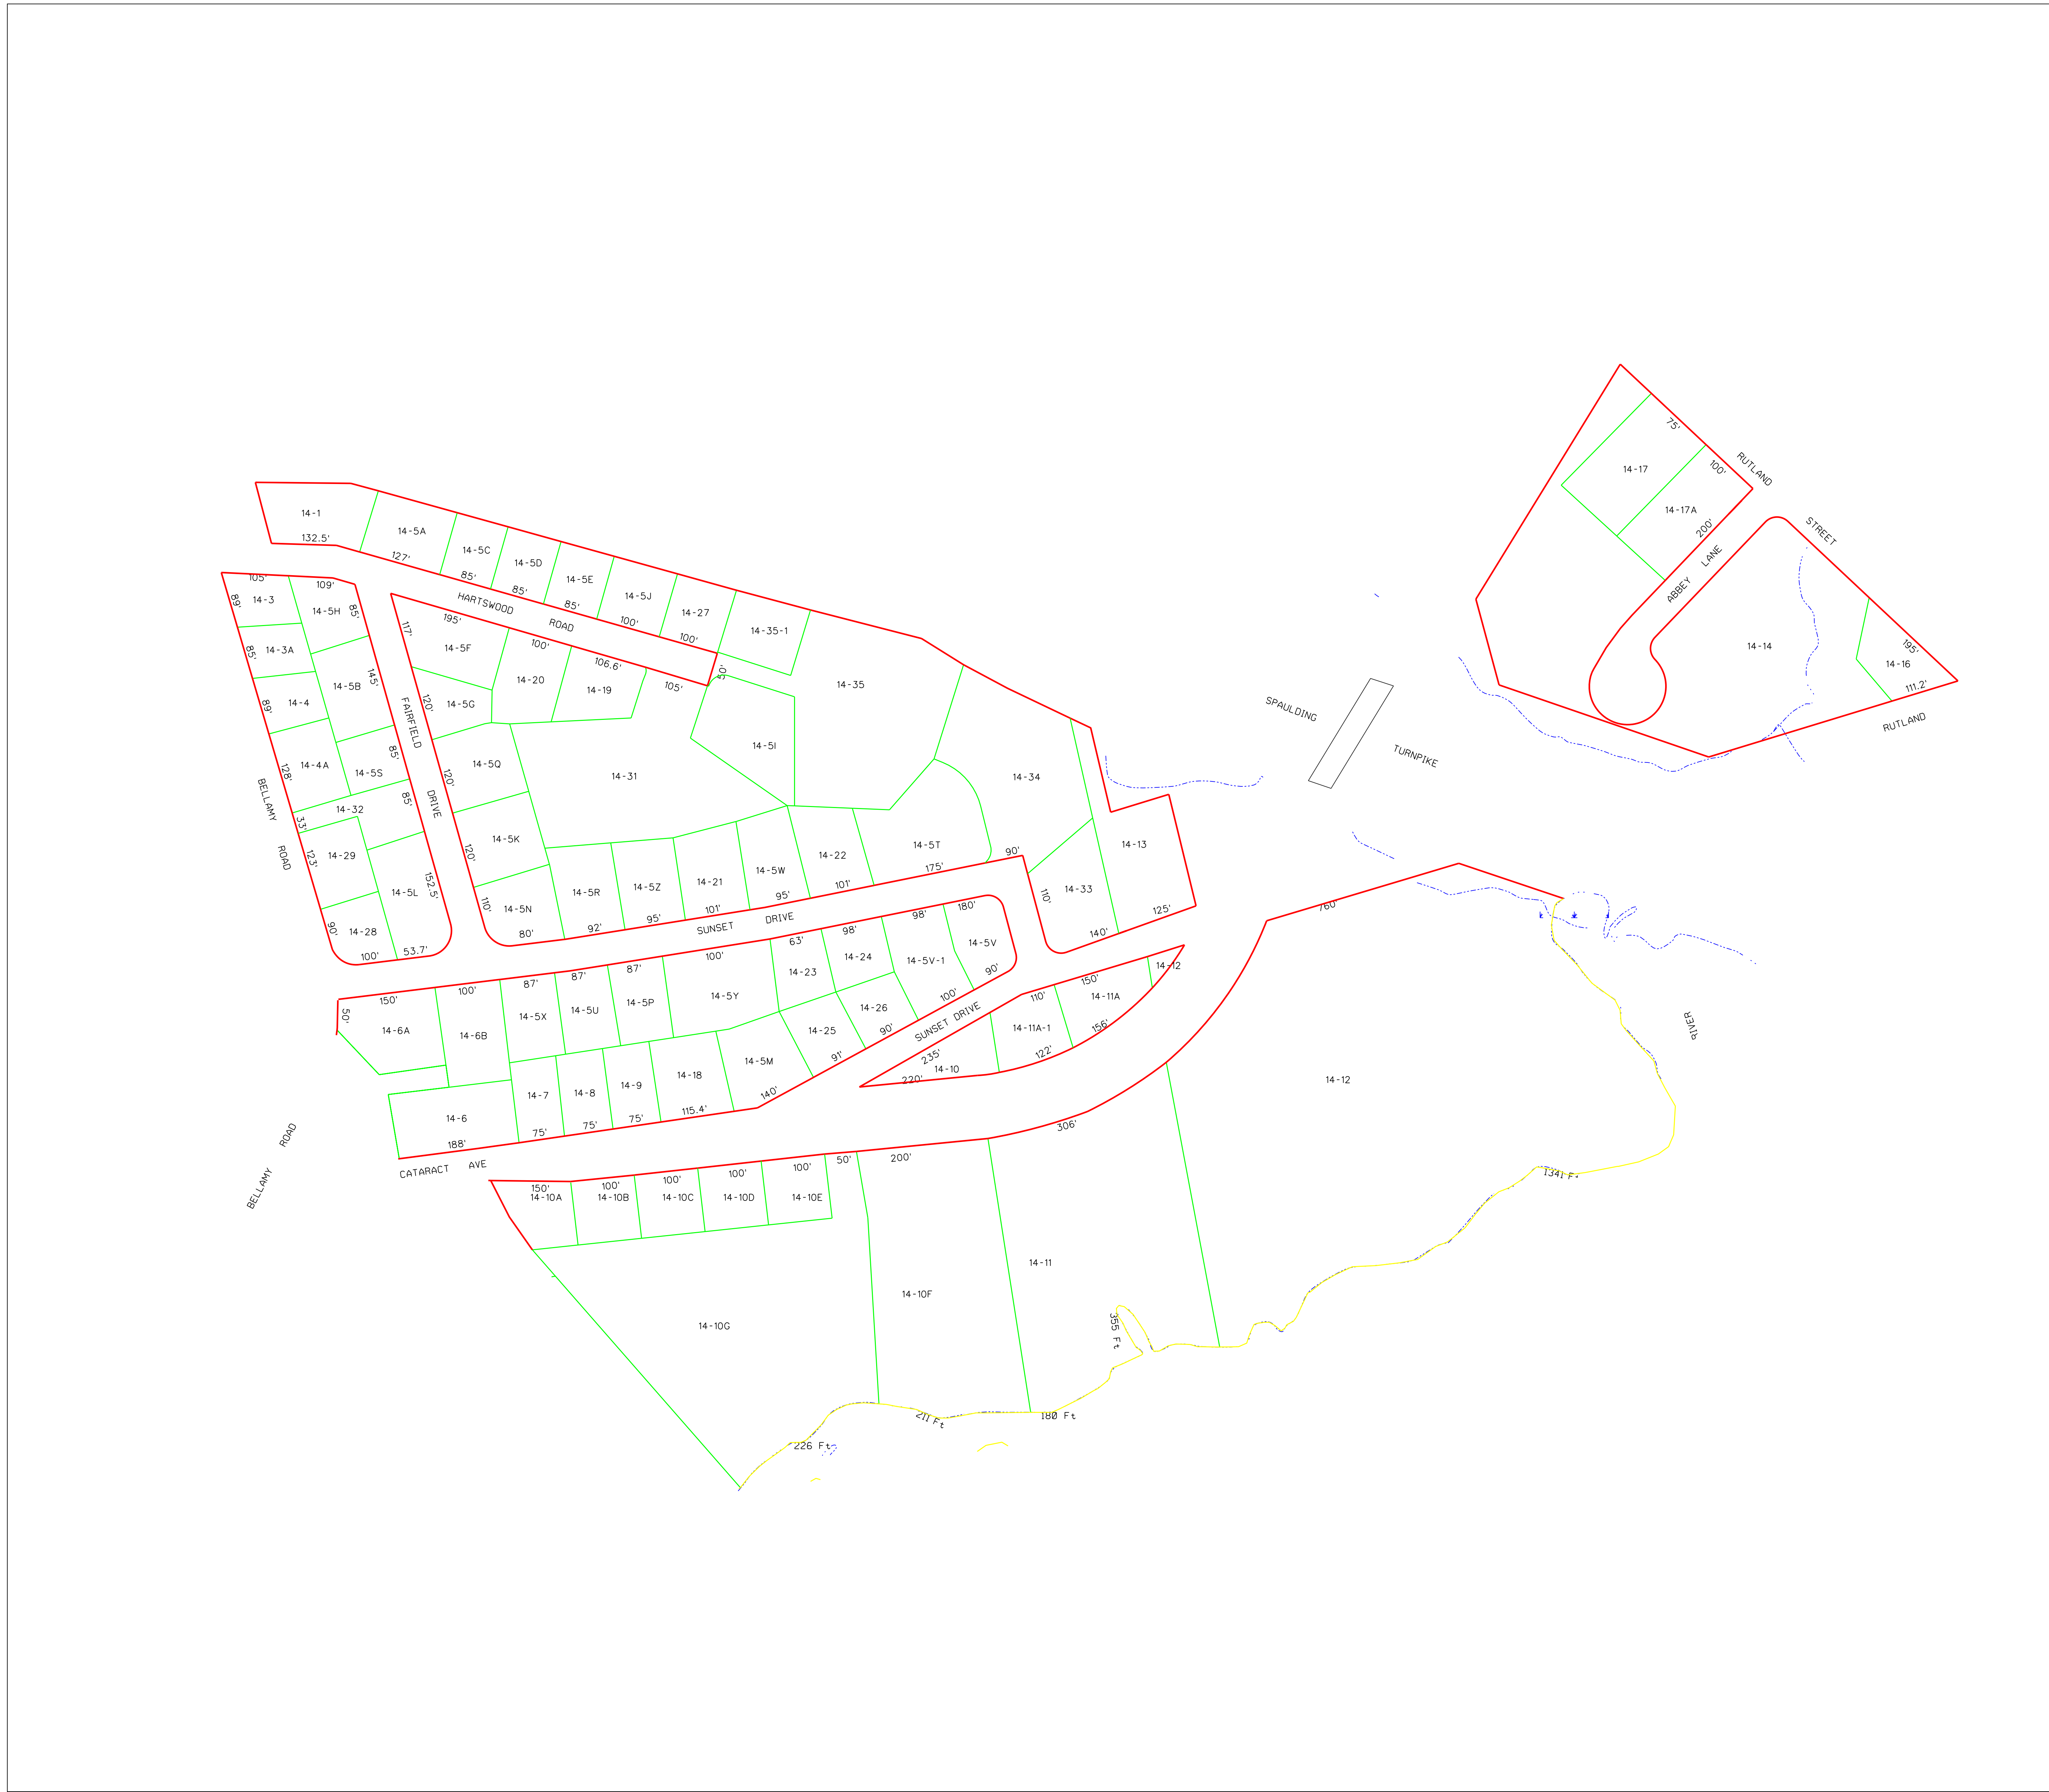 14-1
132.5'
14-5A
127'
14-5C
85'
14-5D
85'
14-5E
85'
14-5J
100'
14-27
100'
14-35-1
50'
HARTSWOOD
ROAD
105'
14-3
89'
109'
14-5H
85'
14-3A
85'
14-4
89'
14-5B
145'
14-4A
128'
14-5S
85'
14-32
85'
33'
14-29
123'
14-5L
152.5'
14-28
90'
100'
53.7'
BELLAMY
ROAD
FAIRFIELD
DRIVE
117'
195'
14-5F
100'
14-20
106.6'
14-19
105'
14-5G
120'
14-5Q
120'
14-31
14-5K
120'
14-5N
110'
80'
14-5I
14-35
14-34
14-5R
92'
14-5Z
95'
14-21
101'
14-5W
95'
14-22
101'
14-5T
175'
90'
14-33
110'
140'
14-13
125'
SUNSET
DRIVE
150'
50'
14-6A
100'
14-6B
87'
14-5X
87'
14-5U
87'
14-5P
100'
14-5Y
63'
14-23
98'
14-24
98'
14-5V-1
180'
14-5V
90'
100'
14-26
90'
14-25
91'
14-5M
140'
14-18
115.4'
14-9
75'
14-8
75'
14-7
75'
14-6
188'
SUNSET DRIVE
235'
14-10
220'
110'
14-11A-1
122'
150'
14-11A
156'
14-12
CATARACT AVE
BELLAMY
ROAD
150'
14-10A
100'
14-10B
100'
14-10C
100'
14-10D
100'
14-10E
50'
200'
306'
760'
14-12
14-11
14-10F
14-10G
226 Ft
211 Ft
180 Ft
355 Ft
1341 Ft
RIVER
SPAULDING
TURNPIKE
75'
14-17
100'
14-17A
200'
RUTLAND
STREET
ABBEY
LANE
14-14
14-16
195'
111.2'
RUTLAND